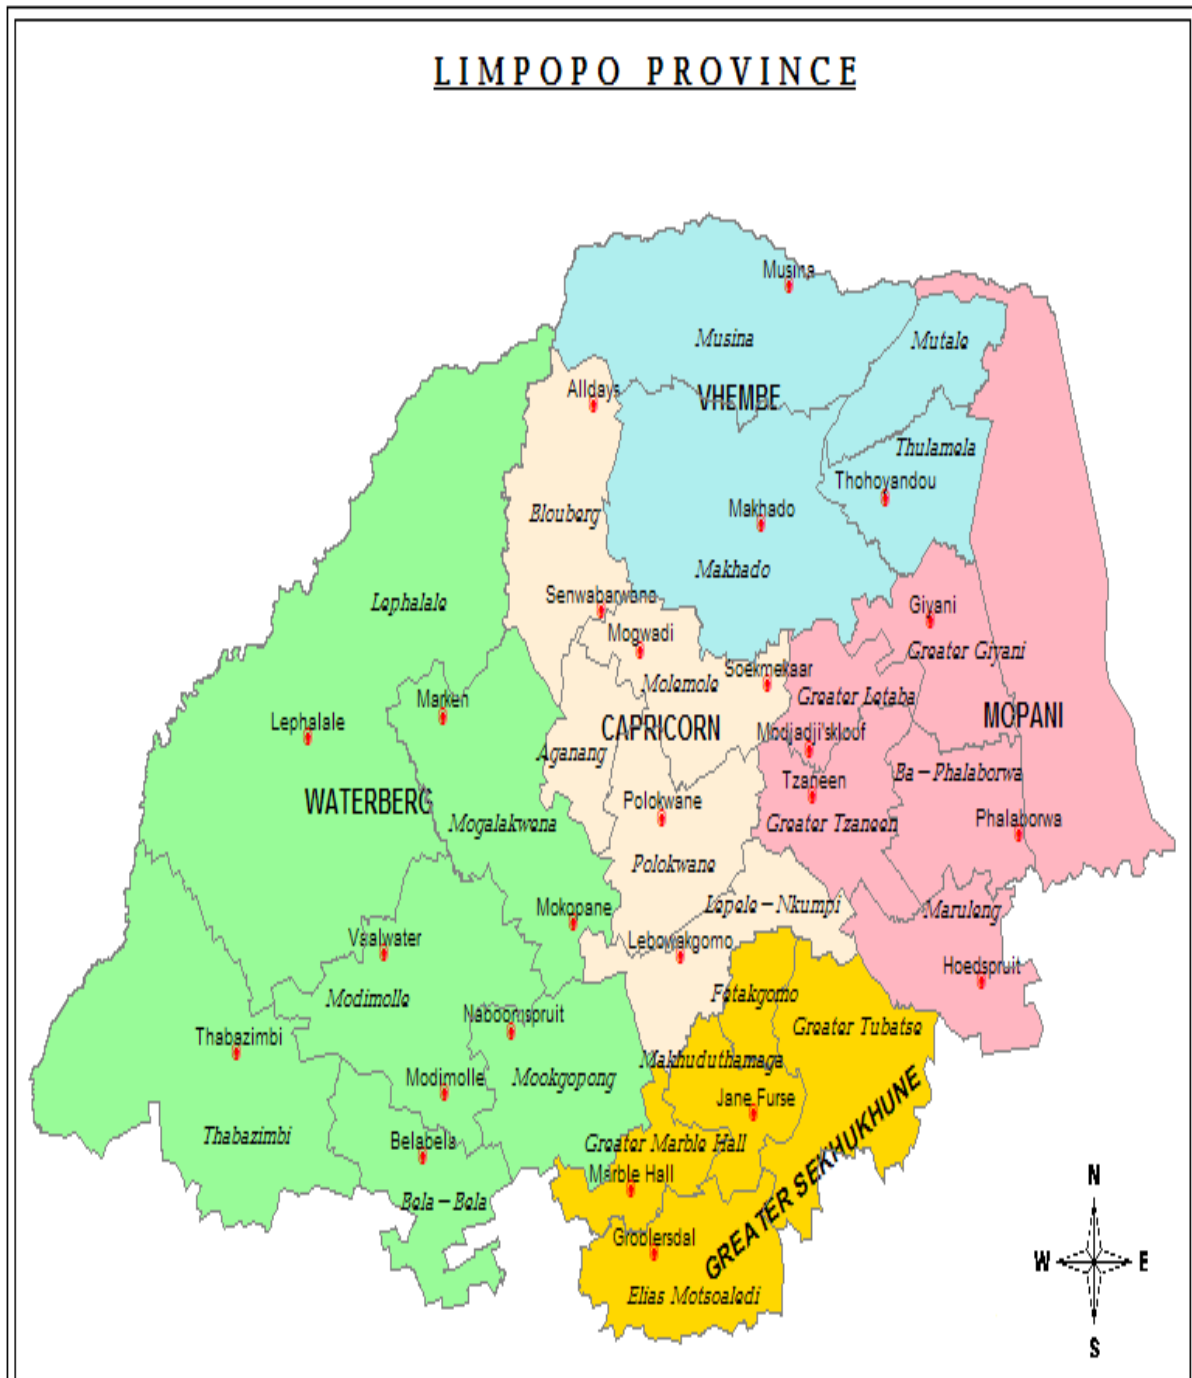 LIMPOPO PROVINCE
Musina
Musina
Mutale
Alldays
VHEMBE
Thulamela
Thohoyandou
Makhado
Blouberg
Makhado
Lephalale
Senwabarwana
Giyani
Mogwadi
Greater Giyani
Soekmekaar
Molemole
Greater Letaba
Marken
Lephalale
CAPRICORN
MOPANI
Modjadji'skloof
Aganang
Ba-Phalaborwa
Tzaneen
WATERBERG
Polokwane
Mogalakwena
Greater Tzaneen
Phalaborwa
Polokwane
Lepele-Nkumpi
Maruleng
Mokopane
Vaalwater
Lebowakgomo
Hoedspruit
Modimolle
Fetakgomo
Naboomspruit
Greater Tubatse
Thabazimbi
Makhuduthamaga
Modimolle
Mookgopong
Jane Furse
Thabazimbi
Belabela
Greater Marble Hall
GREATER SEKHUKHUNE
Marble Hall
Bela-Bela
Groblersdal
Elias Motsoaledi
N
W
E
S